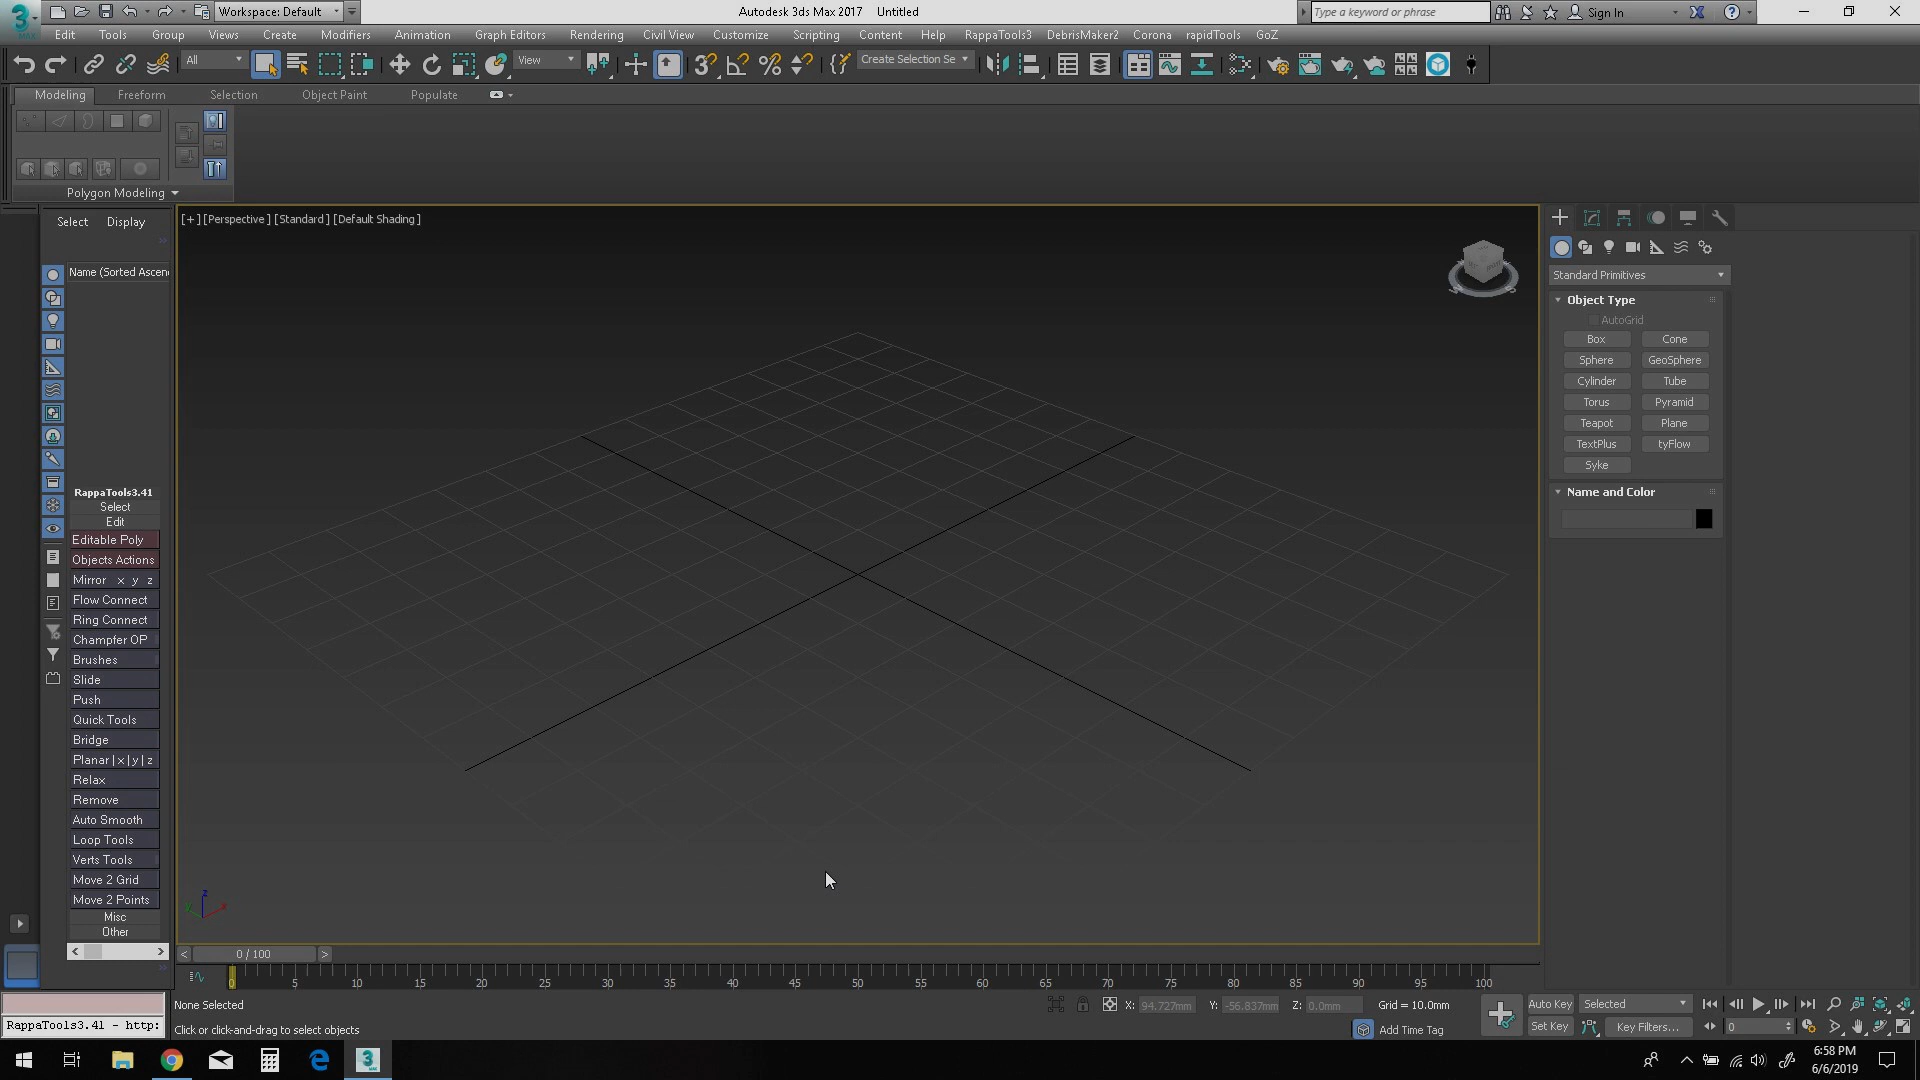 Workspace: Default
Autodesk 3ds Max 2017 Untitled
Type a keyword or phrase
Sign In
Edit Tools Group Views Create Modifiers Animation Graph Editors Rendering Civil View Customize Scripting Content Help RappaTools3 DebrisMaker2 Corona rapidTools GoZ
All
View
Create Selection Se
Modeling Freeform Selection Object Paint Populate
Polygon Modeling
Select Display
[+] [Perspective ] [Standard ] [Default Shading ]
Name (Sorted Ascen
Standard Primitives
Object Type
AutoGrid
Box Cone
Sphere GeoSphere
Cylinder Tube
Torus Pyramid
Teapot Plane
TextPlus tyFlow
Syke
Name and Color
RappaTools3.41
Select
Edit
Editable Poly
Objects Actions
Mirror x y z
Flow Connect
Ring Connect
Champfer OP
Brushes
Slide
Push
Quick Tools
Bridge
Planar|x|y|z
Relax
Remove
Auto Smooth
Loop Tools
Verts Tools
Move 2 Grid
Move 2 Points
Misc
Other
z
0 / 100
0 5 10 15 20 25 30 35 40 45 50 55 60 65 70 75 80 85 90 95 100
None Selected
X: 94.727mm Y: -56.837mm Z: 0.0mm Grid = 10.0mm
Auto Key Selected
RappaTools3.41 - http:
Click or click-and-drag to select objects
Add Time Tag
Set Key Key Filters...
0
6:58 PM
6/6/2019